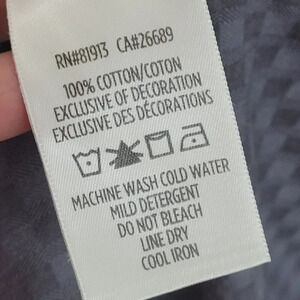 RN#81913 CA#26689
100% COTTON/COTON
EXCLUSIVE OF DECORATION
EXCLUSIVE DES DÉCORATIONS
MACHINE WASH COLD WATER
MILD DETERGENT
DO NOT BLEACH
LINE DRY
COOL IRON